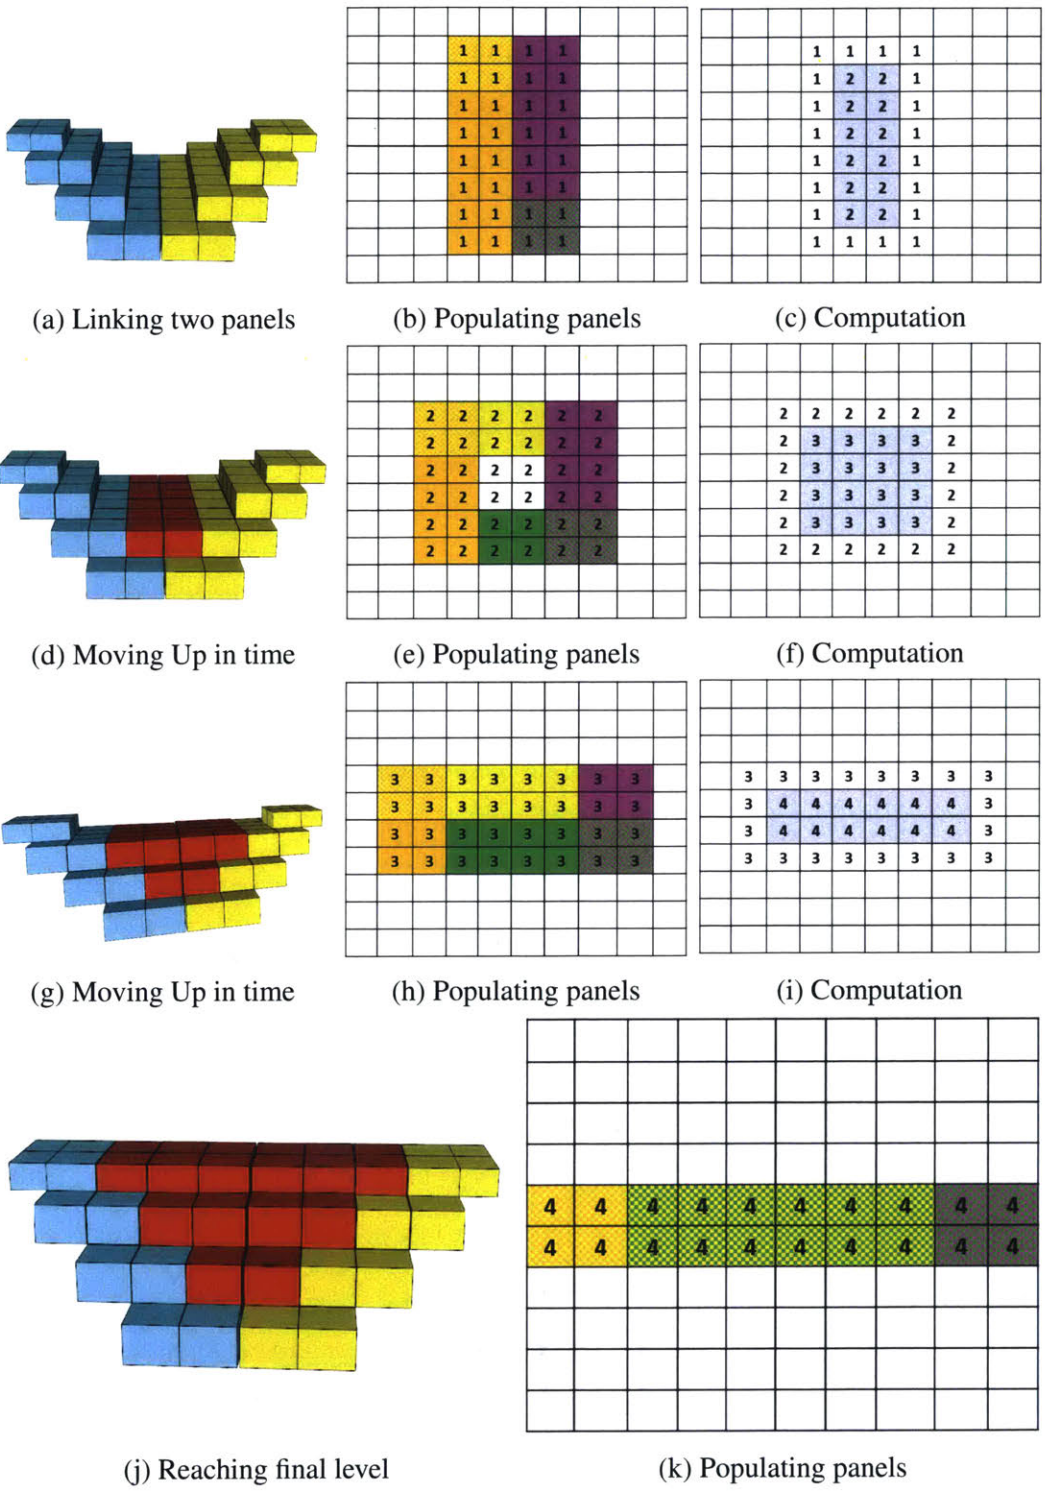 1 1 1 1
1 1 1 1
1 1 1 1
1 1 1 1
1 1 1 1
1 1 1 1
1 1 1 1
1 1 1 1
1 1 1 1
1 2 2 1
1 2 2 1
1 2 2 1
1 2 2 1
1 2 2 1
1 2 2 1
1 1 1 1
(a) Linking two panels
(b) Populating panels
(c) Computation
2 2 2 2 2 2
2 2 2 2 2 2
2 2 2 2 2 2
2 2 2 2 2 2
2 2 2 2 2 2
2 2 2 2 2 2
2 2 2 2 2 2
2 3 3 3 3 2
2 3 3 3 3 2
2 3 3 3 3 2
2 3 3 3 3 2
2 2 2 2 2 2
(d) Moving Up in time
(e) Populating panels
(f) Computation
3 3 3 3 3 3 3 3
3 3 3 3 3 3 3 3
3 3 3 3 3 3 3 3
3 3 3 3 3 3 3 3
3 3 3 3 3 3 3 3
3 4 4 4 4 4 4 3
3 4 4 4 4 4 4 3
3 3 3 3 3 3 3 3
(g) Moving Up in time
(h) Populating panels
(i) Computation
4 4 4 4 4 4 4 4 4 4
4 4 4 4 4 4 4 4 4 4
(j) Reaching final level
(k) Populating panels